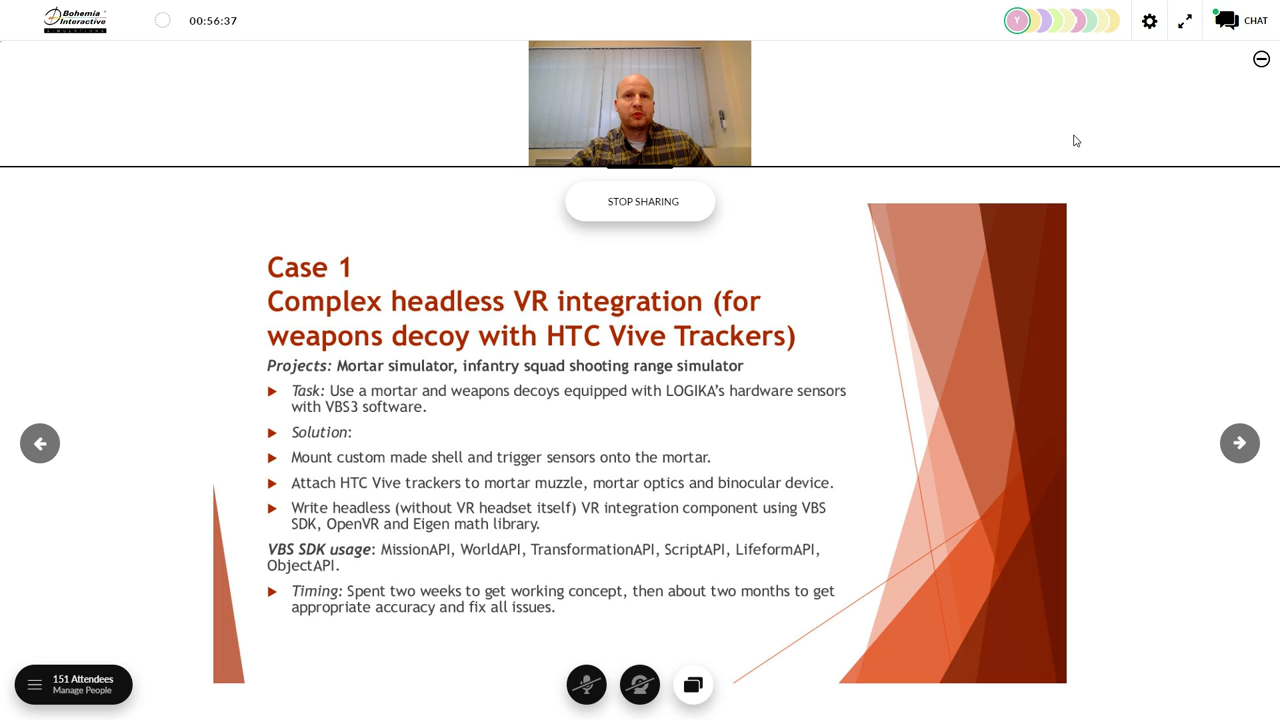 Bohemia
Interactive
SIMULATIONS
00:56:37
Y
CHAT
STOP SHARING
Case 1
Complex headless VR integration (for
weapons decoy with HTC Vive Trackers)
Projects: Mortar simulator, infantry squad shooting range simulator
Task: Use a mortar and weapons decoys equipped with LOGIKA's hardware sensors
with VBS3 software.
Solution:
Mount custom made shell and trigger sensors onto the mortar.
Attach HTC Vive trackers to mortar muzzle, mortar optics and binocular device.
Write headless (without VR headset itself) VR integration component using VBS
SDK, OpenVR and Eigen math library.
VBS SDK usage: MissionAPI, WorldAPI, TransformationAPI, ScriptAPI, LifeformAPI,
ObjectAPI.
Timing: Spent two weeks to get working concept, then about two months to get
appropriate accuracy and fix all issues.
151 Attendees
Manage People